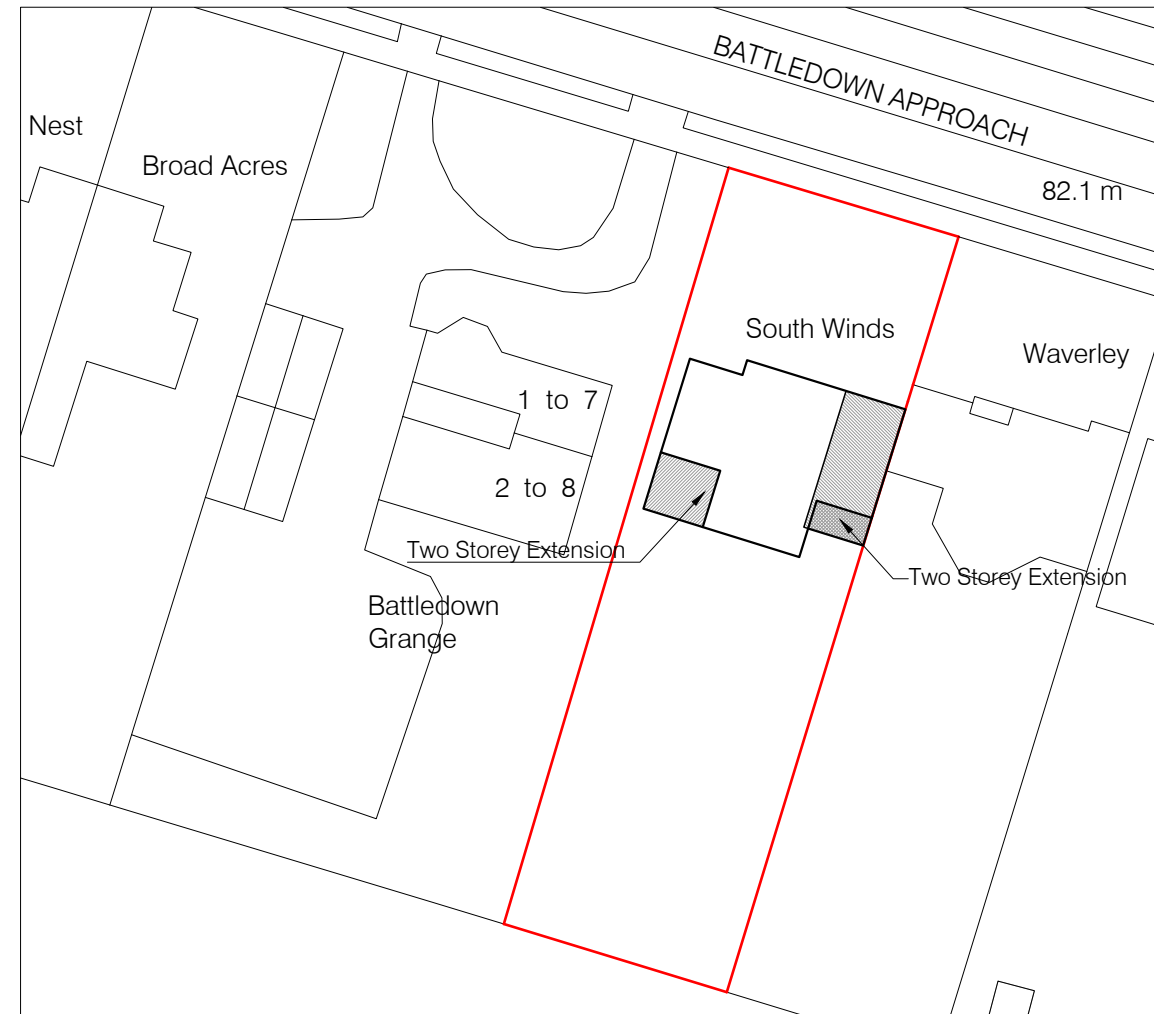 BATTLEDOWN APPROACH
Nest
Broad Acres
82.1 m
South Winds
Waverley
1 to 7
2 to 8
Two Storey Extension
Two Storey Extension
Battledown
Grange